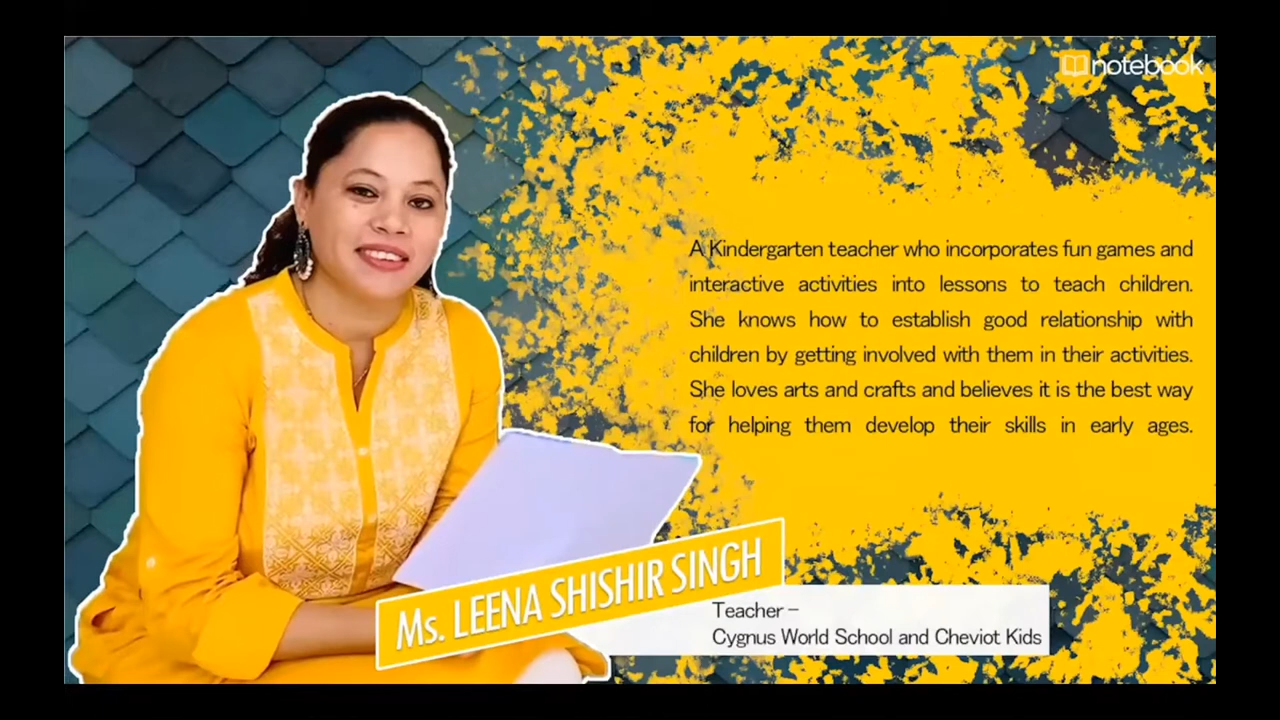 notebook
A Kindergarten teacher who incorporates fun games and
interactive activities into lessons to teach children.
She knows how to establish good relationship with
children by getting involved with them in their activities.
She loves arts and crafts and believes it is the best way
for helping them develop their skills in early ages.
Ms. LEENA SHISHIR SINGH
Teacher –
Cygnus World School and Cheviot Kids